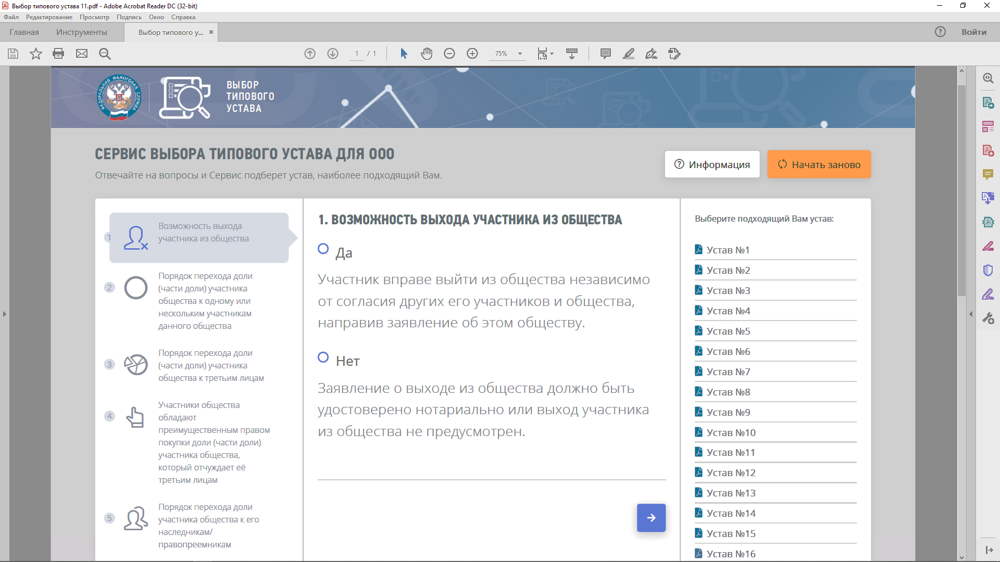 Выбор типового устава 11.pdf - Adobe Acrobat Reader DC (32-bit)
Файл Редактирование Просмотр Подпись Окно Справка
Главная Инструменты Выбор типового у... × Войти
1 / 1 75%
ФЕДЕРАЛЬНАЯ НАЛОГОВАЯ СЛУЖБА
ВЫБОР
ТИПОВОГО
УСТАВА
СЕРВИС ВЫБОРА ТИПОВОГО УСТАВА ДЛЯ ООО
Отвечайте на вопросы и Сервис подберет устав, наиболее подходящий Вам.
Информация
Начать заново
1
Возможность выхода
участника из общества
2
Порядок перехода доли
(части доли) участника
общества к одному или
нескольким участникам
данного общества
3
Порядок перехода доли
(части доли) участника
общества к третьим лицам
4
Участники общества
обладают
преимущественным правом
покупки доли (части доли)
участника общества,
который отчуждает её
третьим лицам
5
Порядок перехода доли
участника общества к его
наследникам/
правопреемникам
1. ВОЗМОЖНОСТЬ ВЫХОДА УЧАСТНИКА ИЗ ОБЩЕСТВА
Да
Участник вправе выйти из общества независимо
от согласия других его участников и общества,
направив заявление об этом обществу.
Нет
Заявление о выходе из общества должно быть
удостоверено нотариально или выход участника
из общества не предусмотрен.
Выберите подходящий Вам устав:
Устав №1
Устав №2
Устав №3
Устав №4
Устав №5
Устав №6
Устав №7
Устав №8
Устав №9
Устав №10
Устав №11
Устав №12
Устав №13
Устав №14
Устав №15
Устав №16